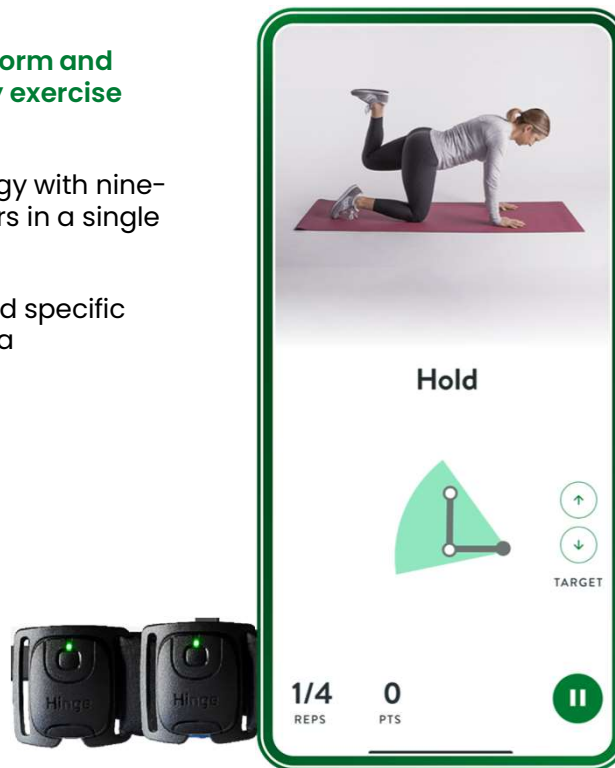 orm and
exercise
gy with nine-
rs in a single
d specific
a
Hold
TARGET
1/4
REPS
0
PTS
Hinge
Hinge